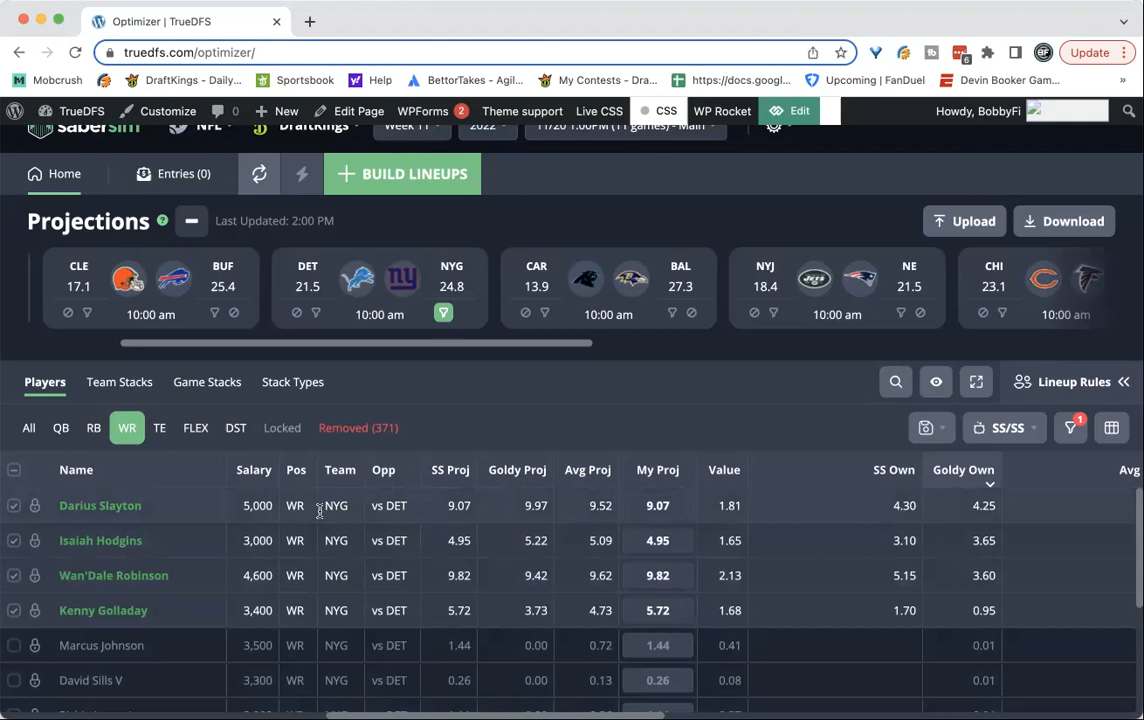 Optimizer | TrueDFS
truedfs.com/optimizer/
6
Update
Mobcrush
DraftKings - Daily...
Sportsbook
Help
BettorTakes - Agil...
My Contests - Dra...
https://docs.googl...
Upcoming | FanDuel
Devin Booker Gam...
»
TrueDFS
Customize
0
New
Edit Page
WPForms 2
Theme support
Live CSS
CSS
WP Rocket
Edit
Howdy, BobbyFi
sabersim
NFL
DraftKings
Week 11
2022
11/20 1:00PM (11 games) - Main
Home
Entries (0)
BUILD LINEUPS
Projections
Last Updated: 2:00 PM
Upload
Download
CLE BUF
17.1 25.4
10:00 am
DET NYG
21.5 24.8
10:00 am
CAR BAL
13.9 27.3
10:00 am
NYJ NE
18.4 21.5
10:00 am
CHI
23.1
10:00 am
Players
Team Stacks
Game Stacks
Stack Types
Lineup Rules
All QB RB WR TE FLEX DST Locked Removed (371)
SS/SS
1
Name Salary Pos Team Opp SS Proj Goldy Proj Avg Proj My Proj Value SS Own Goldy Own Avg
Darius Slayton 5,000 WR NYG vs DET 9.07 9.97 9.52 9.07 1.81 4.30 4.25
Isaiah Hodgins 3,000 WR NYG vs DET 4.95 5.22 5.09 4.95 1.65 3.10 3.65
Wan'Dale Robinson 4,600 WR NYG vs DET 9.82 9.42 9.62 9.82 2.13 5.15 3.60
Kenny Golladay 3,400 WR NYG vs DET 5.72 3.73 4.73 5.72 1.68 1.70 0.95
Marcus Johnson 3,500 WR NYG vs DET 1.44 0.00 0.72 1.44 0.41 0.01
David Sills V 3,300 WR NYG vs DET 0.26 0.00 0.13 0.26 0.08 0.01